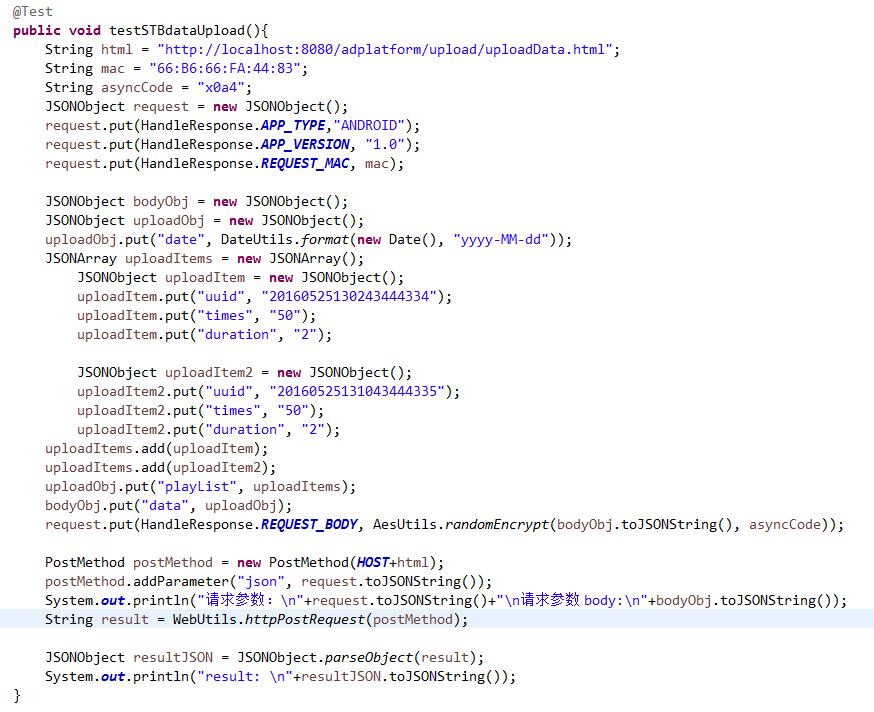 @Test
public void testSTBdataUpload(){
    String html = "http://localhost:8080/adplatform/upload/uploadData.html";
    String mac = "66:B6:66:FA:44:83";
    String asyncCode = "x0a4";
    JSONObject request = new JSONObject();
    request.put(HandleResponse.APP_TYPE,"ANDROID");
    request.put(HandleResponse.APP_VERSION, "1.0");
    request.put(HandleResponse.REQUEST_MAC, mac);

    JSONObject bodyObj = new JSONObject();
    JSONObject uploadObj = new JSONObject();
    uploadObj.put("date", DateUtils.format(new Date(), "yyyy-MM-dd"));
    JSONArray uploadItems = new JSONArray();
        JSONObject uploadItem = new JSONObject();
        uploadItem.put("uuid", "20160525130243444334");
        uploadItem.put("times", "50");
        uploadItem.put("duration", "2");

        JSONObject uploadItem2 = new JSONObject();
        uploadItem2.put("uuid", "20160525131043444335");
        uploadItem2.put("times", "50");
        uploadItem2.put("duration", "2");
    uploadItems.add(uploadItem);
    uploadItems.add(uploadItem2);
    uploadObj.put("playList", uploadItems);
    bodyObj.put("data", uploadObj);
    request.put(HandleResponse.REQUEST_BODY, AesUtils.randomEncrypt(bodyObj.toJSONString(), asyncCode));

    PostMethod postMethod = new PostMethod(HOST+html);
    postMethod.addParameter("json", request.toJSONString());
    System.out.println("请求参数：\n"+request.toJSONString()+"\n请求参数 body:\n"+bodyObj.toJSONString());
    String result = WebUtils.httpPostRequest(postMethod);

    JSONObject resultJSON = JSONObject.parseObject(result);
    System.out.println("result: \n"+resultJSON.toJSONString());
}